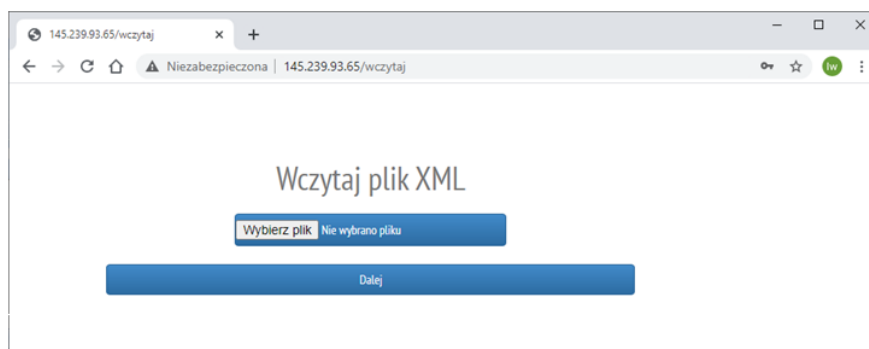 145.239.93.65/wczytaj
Niezabezpieczona | 145.239.93.65/wczytaj
lw
Wczytaj plik XML
Wybierz plik Nie wybrano pliku
Dalej